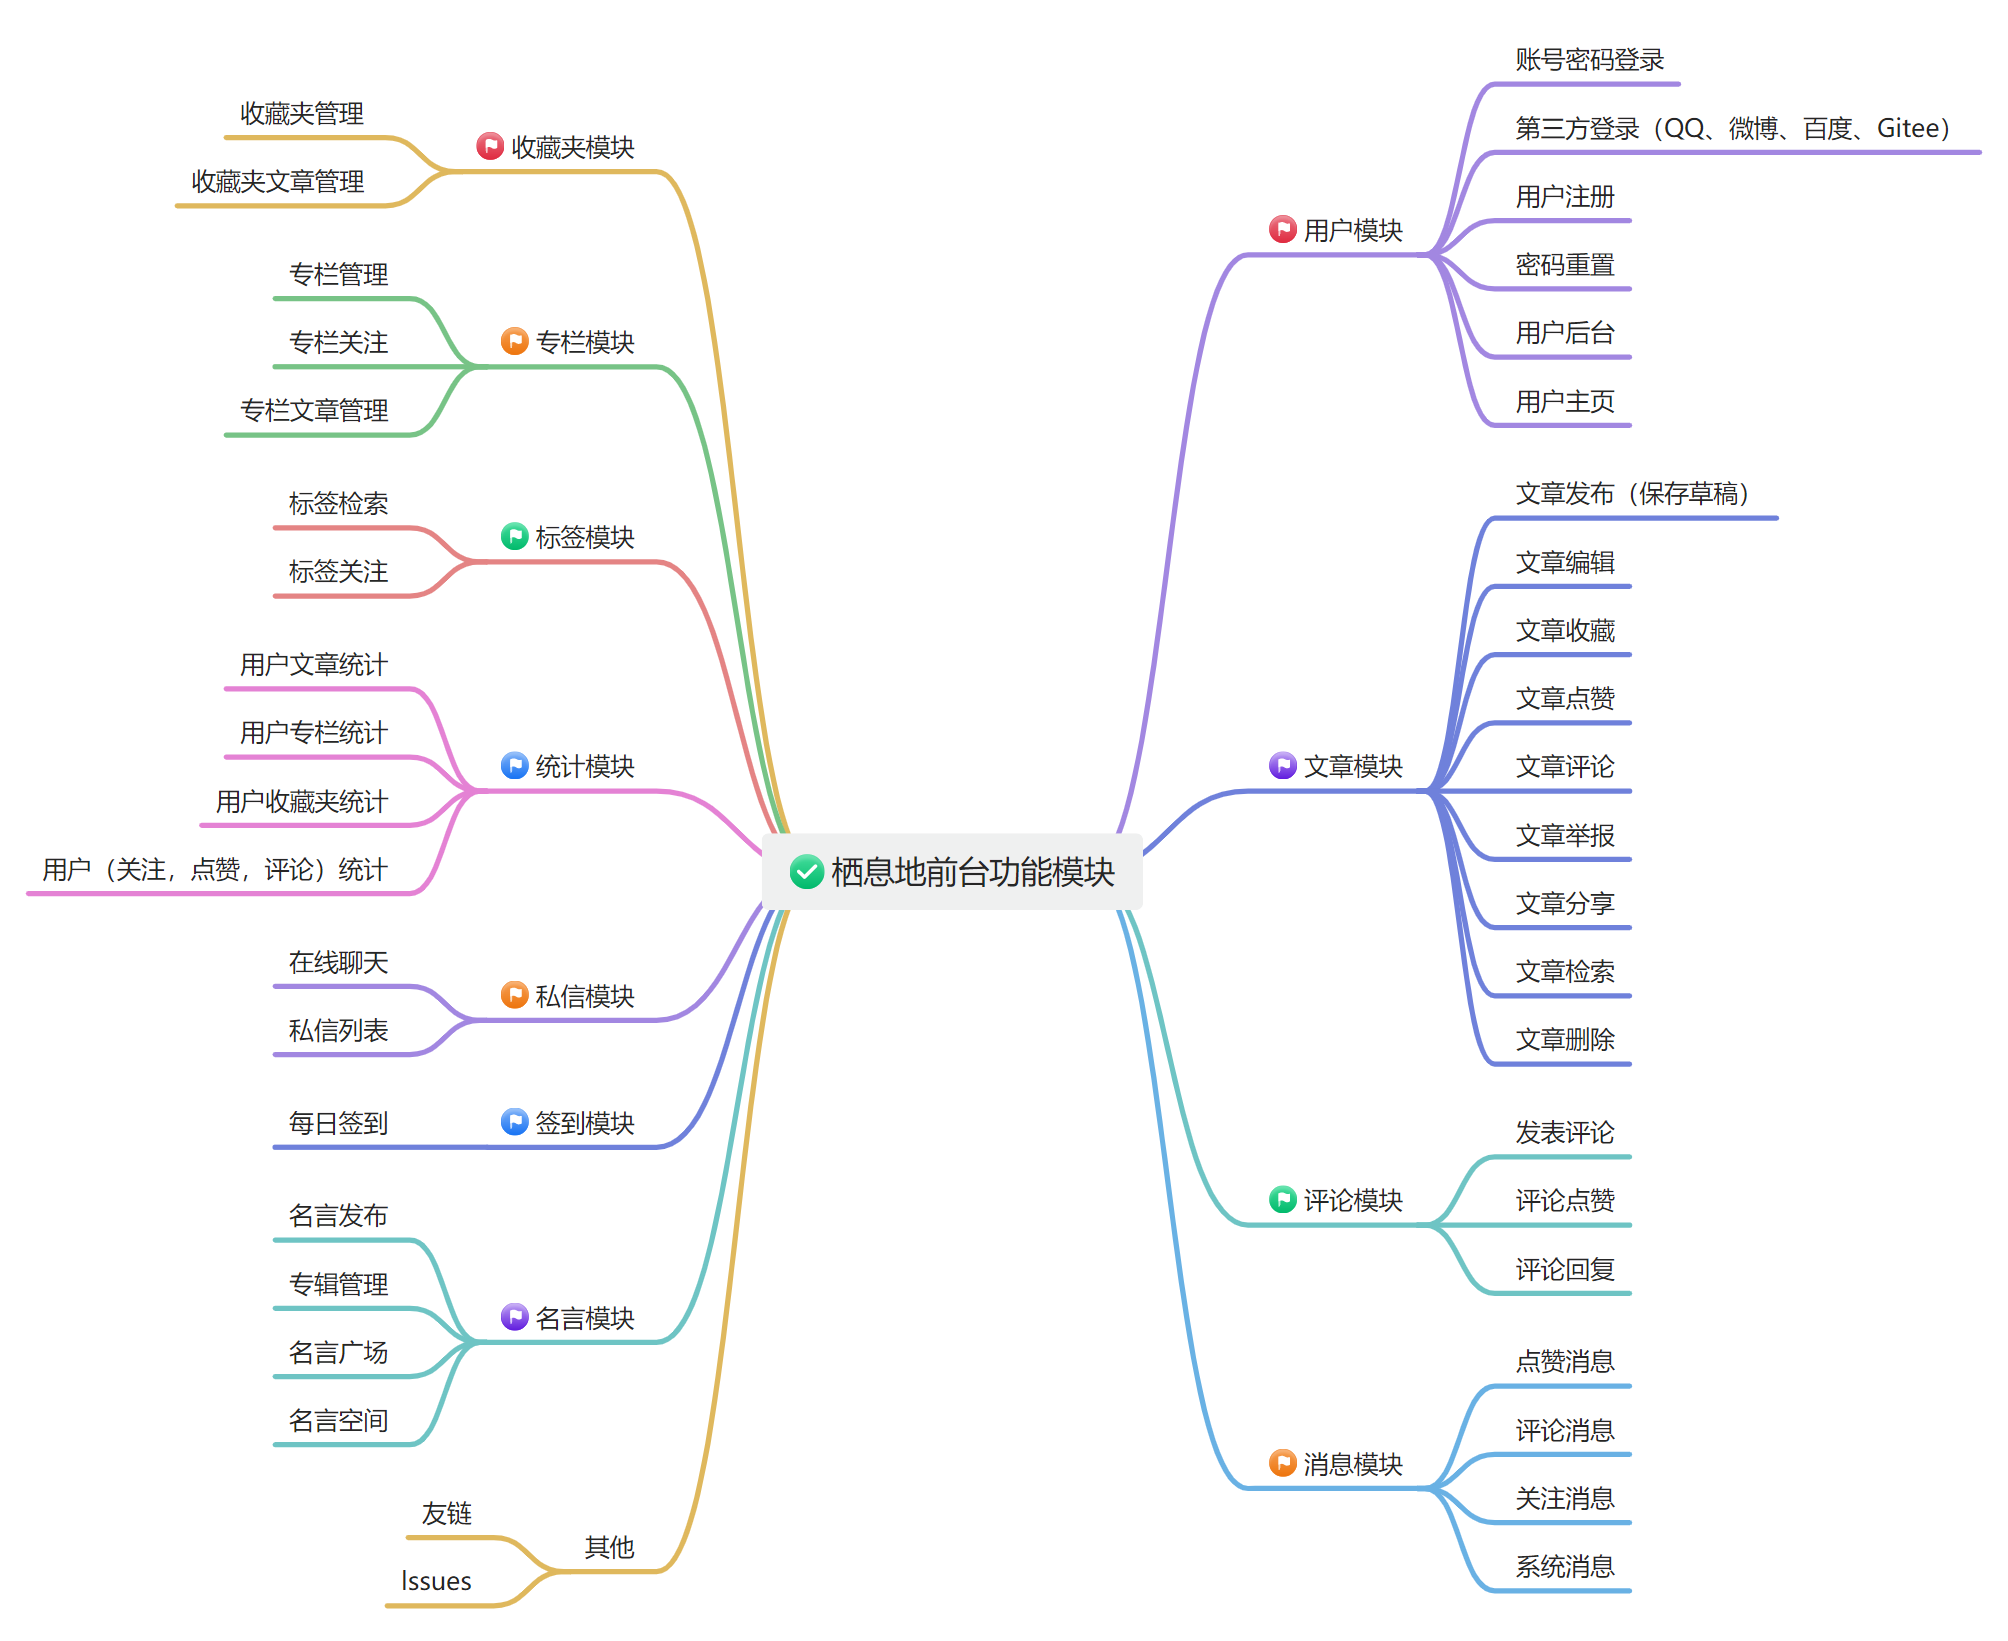 栖息地前台功能模块
用户模块
账号密码登录
第三方登录（QQ、微博、百度、Gitee）
用户注册
密码重置
用户后台
用户主页
文章模块
文章发布（保存草稿）
文章编辑
文章收藏
文章点赞
文章评论
文章举报
文章分享
文章检索
文章删除
评论模块
发表评论
评论点赞
评论回复
消息模块
点赞消息
评论消息
关注消息
系统消息
收藏夹模块
收藏夹管理
收藏夹文章管理
专栏模块
专栏管理
专栏关注
专栏文章管理
标签模块
标签检索
标签关注
统计模块
用户文章统计
用户专栏统计
用户收藏夹统计
用户（关注，点赞，评论）统计
私信模块
在线聊天
私信列表
签到模块
每日签到
名言模块
名言发布
专辑管理
名言广场
名言空间
其他
友链
Issues